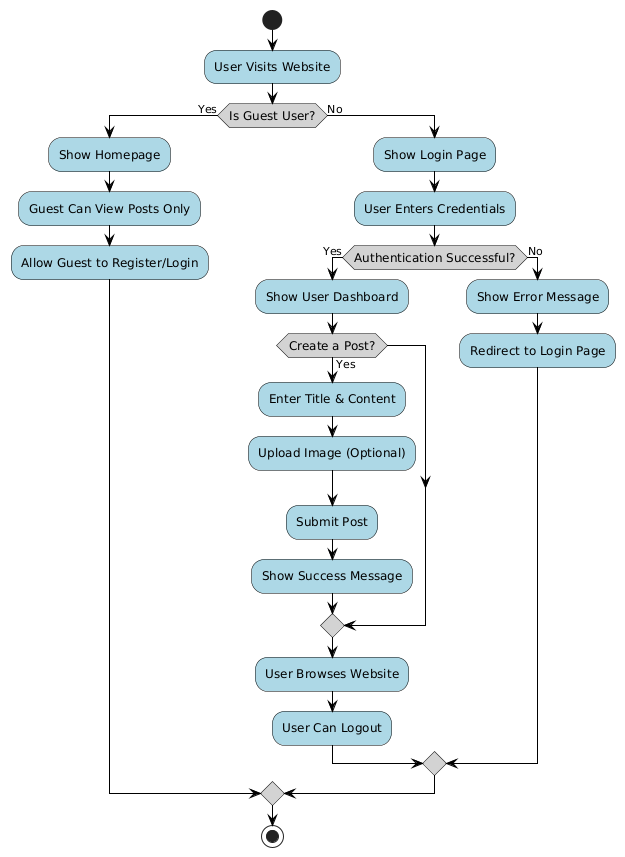 User Visits Website
Yes
Is Guest User?
No
Show Homepage
Guest Can View Posts Only
Allow Guest to Register/Login
Show Login Page
User Enters Credentials
Yes
Authentication Successful?
No
Show User Dashboard
Create a Post?
Yes
Enter Title & Content
Upload Image (Optional)
Submit Post
Show Success Message
User Browses Website
User Can Logout
Show Error Message
Redirect to Login Page